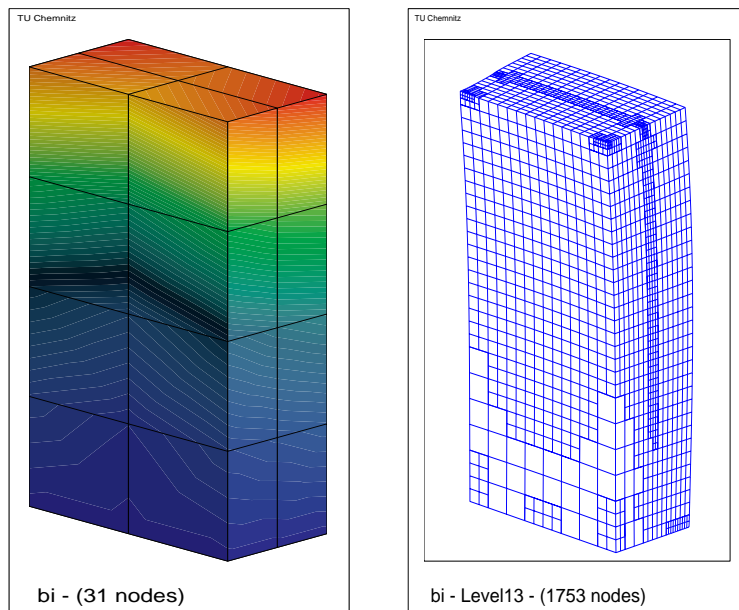 TU Chemnitz
bi - (31 nodes)
TU Chemnitz
bi - Level13 - (1753 nodes)